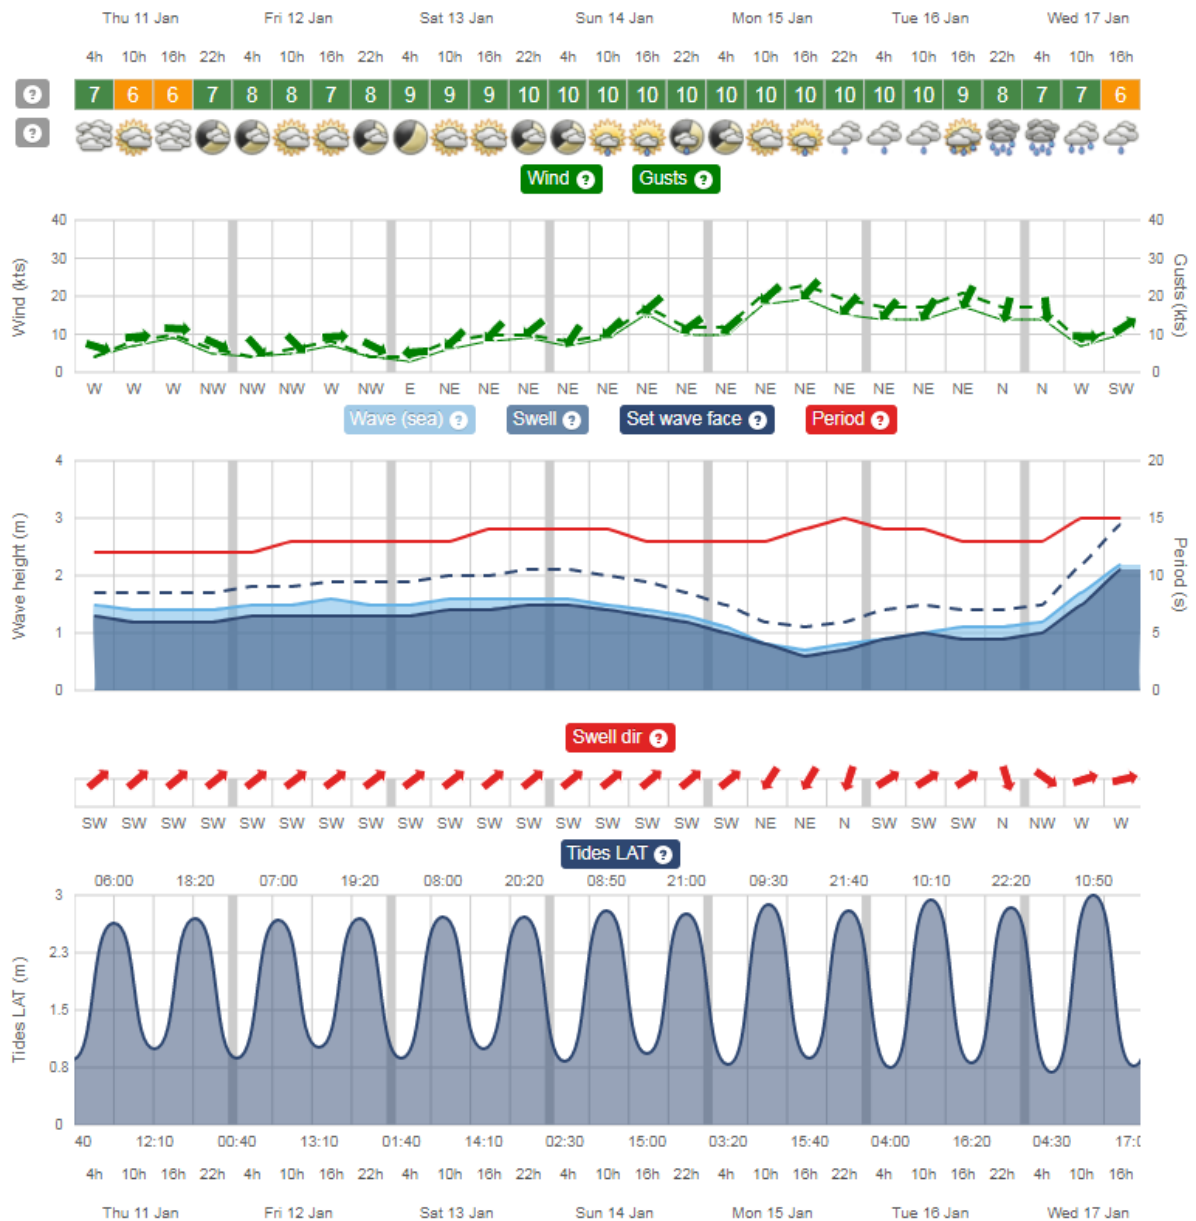 Thu 11 Jan Fri 12 Jan Sat 13 Jan Sun 14 Jan Mon 15 Jan Tue 16 Jan Wed 17 Jan
4h 10h 16h 22h 4h 10h 16h 22h 4h 10h 16h 22h 4h 10h 16h 22h 4h 10h 16h 22h 4h 10h 16h 22h 4h 10h 16h
? 7 6 6 7 8 8 7 8 9 9 9 10 10 10 10 10 10 10 10 10 10 10 9 8 7 7 6
?
Wind ? Gusts ?
40 40
30 30
20 20
10 10
0 0
Wind (kts)
Gusts (kts)
W W W NW NW NW W NW E NE NE NE NE NE NE NE NE NE NE NE NE NE NE N N W SW
Wave (sea) ? Swell ? Set wave face ? Period ?
4 20
3 15
2 10
1 5
0 0
Wave height (m)
Period (s)
Swell dir ?
SW SW SW SW SW SW SW SW SW SW SW SW SW SW SW SW SW NE NE N SW SW SW N NW W W
Tides LAT ?
06:00 18:20 07:00 19:20 08:00 20:20 08:50 21:00 09:30 21:40 10:10 22:20 10:50
3
2.3
1.5
0.8
0
Tides LAT (m)
40 12:10 00:40 13:10 01:40 14:10 02:30 15:00 03:20 15:40 04:00 16:20 04:30 17:0
4h 10h 16h 22h 4h 10h 16h 22h 4h 10h 16h 22h 4h 10h 16h 22h 4h 10h 16h 22h 4h 10h 16h 22h 4h 10h 16h
Thu 11 Jan Fri 12 Jan Sat 13 Jan Sun 14 Jan Mon 15 Jan Tue 16 Jan Wed 17 Jan